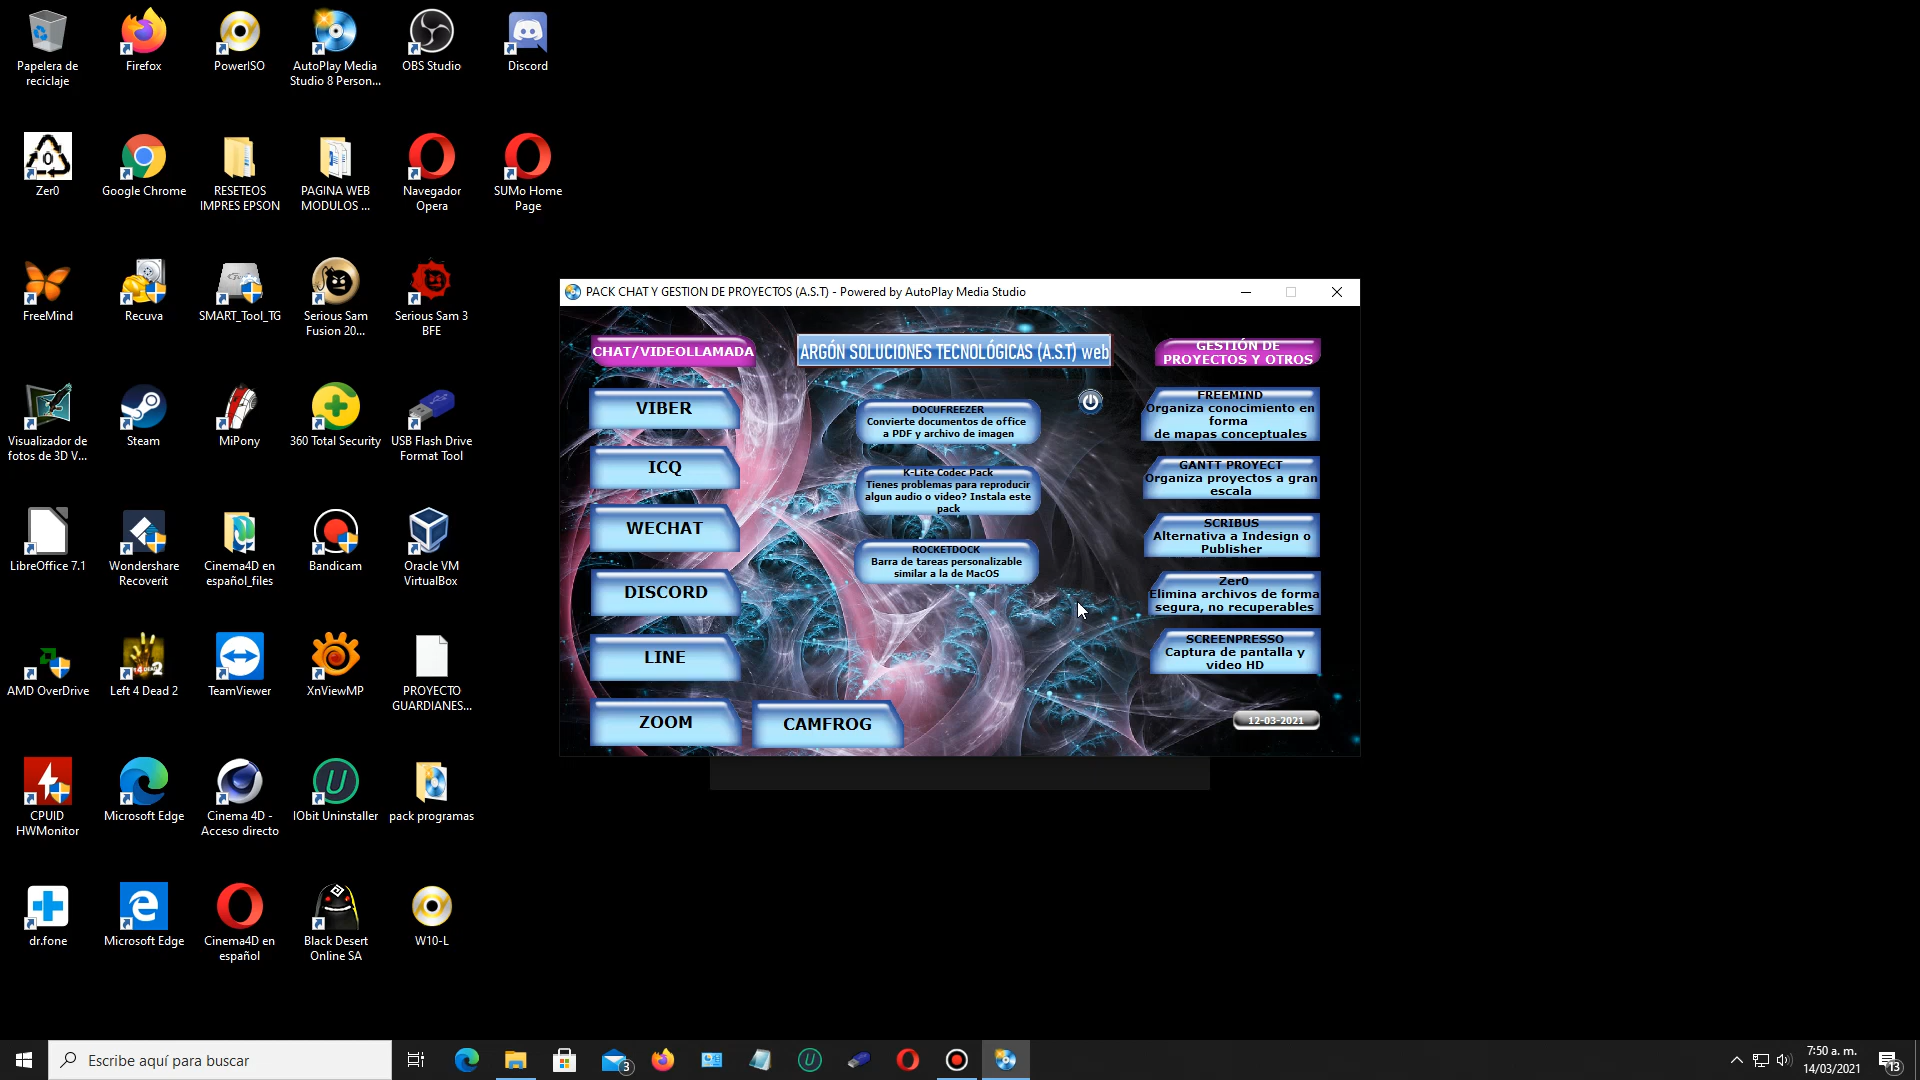 Papelera de
reciclaje
Firefox
PowerISO
AutoPlay Media
Studio 8 Person...
OBS Studio
Discord
Zer0
Google Chrome
RESETEOS
IMPRES EPSON
PAGINA WEB
MODULOS ...
Navegador
Opera
SUMo Home
Page
FreeMind
Recuva
SMART_Tool_TG
Serious Sam
Fusion 20...
Serious Sam 3
BFE
Visualizador de
fotos de 3D V...
Steam
MiPony
360 Total Security
USB Flash Drive
Format Tool
LibreOffice 7.1
Wondershare
Recoverit
Cinema4D en
español_files
Bandicam
Oracle VM
VirtualBox
AMD OverDrive
Left 4 Dead 2
TeamViewer
XnViewMP
PROYECTO
GUARDIANES...
CPUID
HWMonitor
Microsoft Edge
Cinema 4D -
Acceso directo
IObit Uninstaller
pack programas
dr.fone
Microsoft Edge
Cinema4D en
español
Black Desert
Online SA
W10-L
PACK CHAT Y GESTION DE PROYECTOS (A.S.T) - Powered by AutoPlay Media Studio
CHAT/VIDEOLLAMADA
ARGÓN SOLUCIONES TECNOLÓGICAS (A.S.T) web
GESTIÓN DE
PROYECTOS Y OTROS
VIBER
ICQ
WECHAT
DISCORD
LINE
ZOOM
CAMFROG
DOCUFREEZER
Convierte documentos de office
a PDF y archivo de imagen
K-Lite Codec Pack
Tienes problemas para reproducir
algun audio o video? Instala este
pack
ROCKETDOCK
Barra de tareas personalizable
similar a la de MacOS
FREEMIND
Organiza conocimiento en
forma
de mapas conceptuales
GANTT PROYECT
Organiza proyectos a gran
escala
SCRIBUS
Alternativa a Indesign o
Publisher
Zer0
Elimina archivos de forma
segura, no recuperables
SCREENPRESSO
Captura de pantalla y
video HD
12-03-2021
Escribe aquí para buscar
3
7:50 a. m.
14/03/2021
13